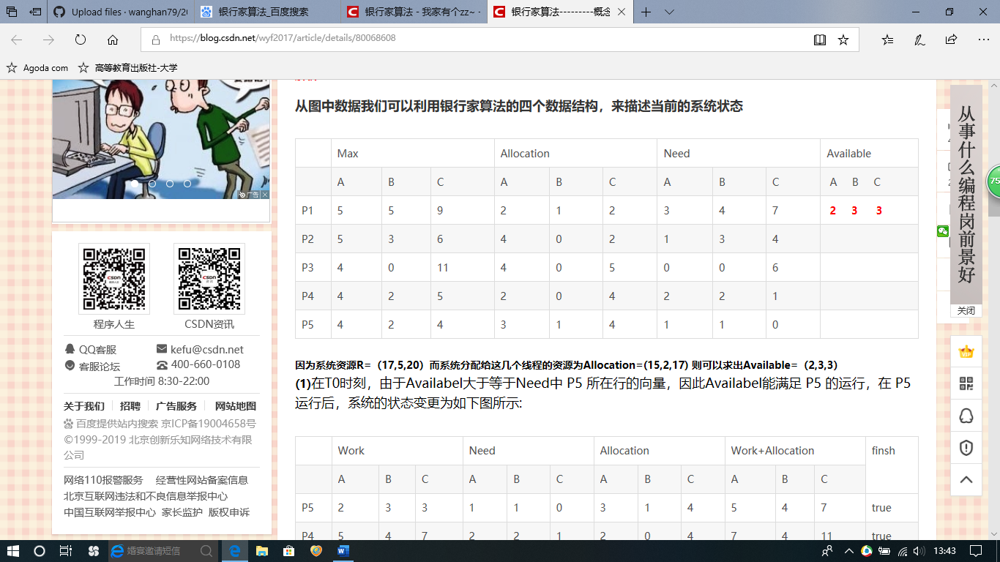 Upload files · wanghan79/20
银行家算法_百度搜索
银行家算法 - 我家有个zz~ -
银行家算法---------概念
https://blog.csdn.net/wyf2017/article/details/80068608
Agoda com
高等教育出版社-大学
广告
程序人生
CSDN资讯
QQ客服
kefu@csdn.net
客服论坛
400-660-0108
工作时间 8:30-22:00
关于我们 招聘 广告服务 网站地图
百度提供站内搜索 京ICP备19004658号
©1999-2019 北京创新乐知网络技术有限
公司
网络110报警服务 经营性网站备案信息
北京互联网违法和不良信息举报中心
中国互联网举报中心 家长监护 版权申诉
从图中数据我们可以利用银行家算法的四个数据结构，来描述当前的系统状态
Max Allocation Need Available
A B C A B C A B C A B C
P1 5 5 9 2 1 2 3 4 7 2 3 3
P2 5 3 6 4 0 2 1 3 4
P3 4 0 11 4 0 5 0 0 6
P4 4 2 5 2 0 4 2 2 1
P5 4 2 4 3 1 4 1 1 0
因为系统资源R=（17,5,20）而系统分配给这几个线程的资源为Allocation=(15,2,17) 则可以求出Available=（2,3,3）
(1)在T0时刻，由于Availabel大于等于Need中 P5 所在行的向量，因此Availabel能满足 P5 的运行，在 P5
运行后，系统的状态变更为如下图所示:
Work Need Allocation Work+Allocation finsh
A B C A B C A B C A B C
P5 2 3 3 1 1 0 3 1 4 5 4 7 true
P4 5 4 7 2 2 1 2 0 4 7 4 11 true
从事什么编程岗前景好
关闭
75
VIP
婚宴邀请短信
13:43